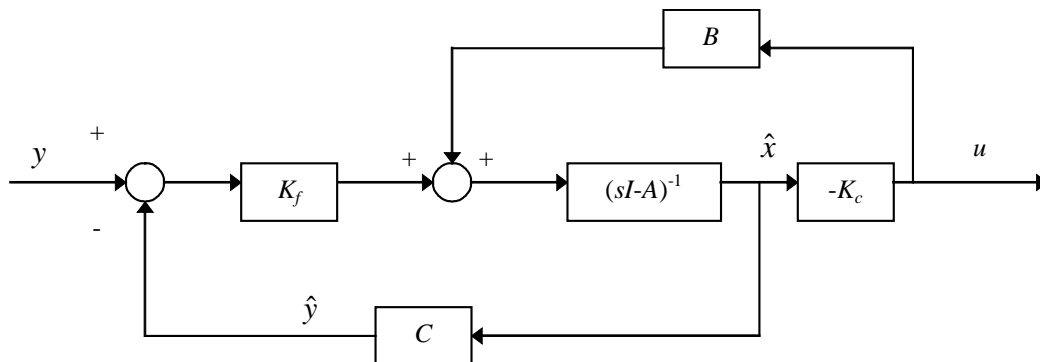 B
+
y
+
+
x̂
u
K_f
(sI-A)^{-1}
-K_c
-
ŷ
C